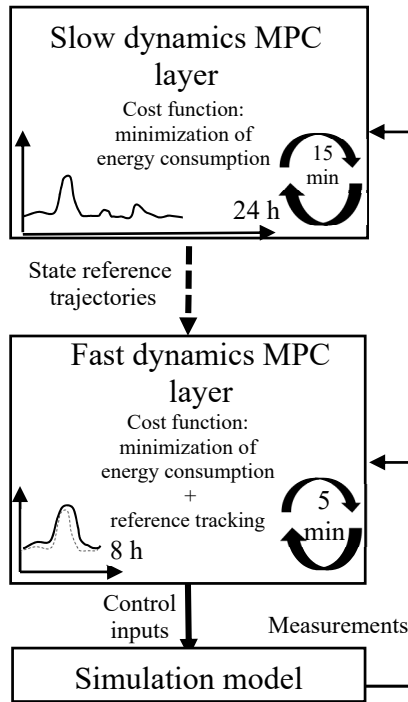 Slow dynamics MPC
layer
Cost function:
minimization of
energy consumption
15
min
24 h
State reference
trajectories
Fast dynamics MPC
layer
Cost function:
minimization of
energy consumption
+
reference tracking
5
min
8 h
Control
inputs
Measurements
Simulation model